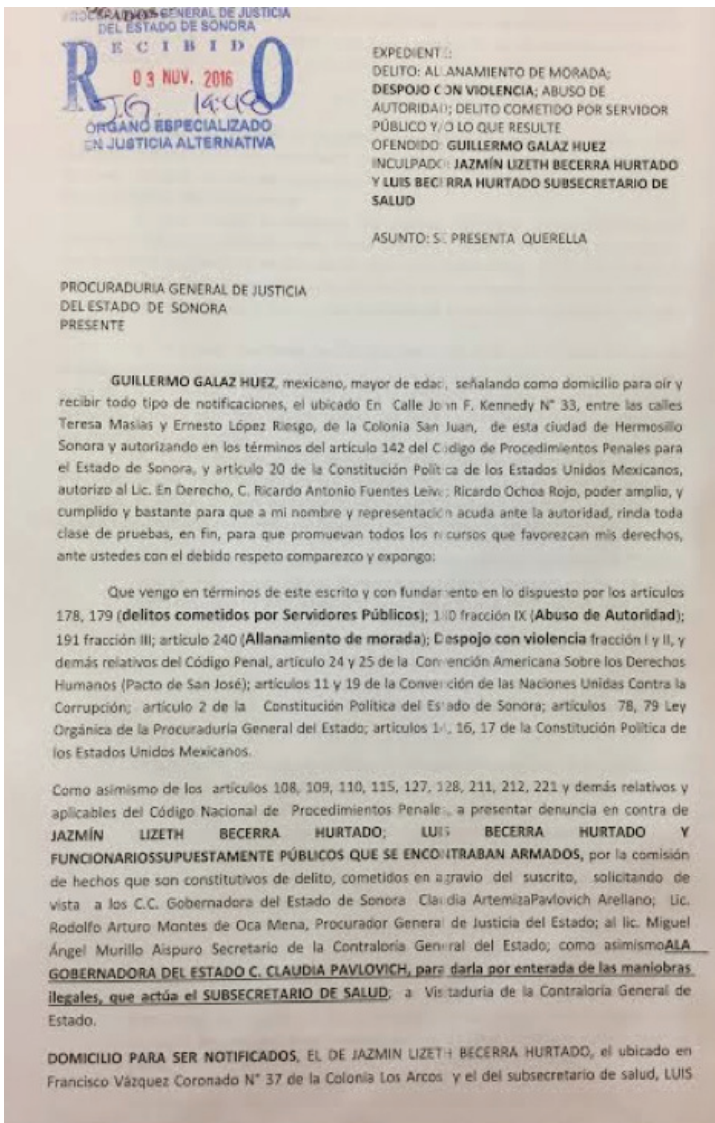 PROCURADURIA GENERAL DE JUSTICIA
DEL ESTADO DE SONORA
RECIBIDO
03 NOV. 2016
ORGANO ESPECIALIZADO
EN JUSTICIA ALTERNATIVA
EXPEDIENTE:
DELITO: ALLANAMIENTO DE MORADA;
DESPOJO CON VIOLENCIA; ABUSO DE
AUTORIDAD; DELITO COMETIDO POR SERVIDOR
PÚBLICO Y/O LO QUE RESULTE
OFENDIDO: GUILLERMO GALAZ HUEZ
INCULPADO: JAZMÍN LIZETH BECERRA HURTADO
Y LUIS BECERRA HURTADO SUBSECRETARIO DE
SALUD
ASUNTO: SE PRESENTA QUERELLA
PROCURADURIA GENERAL DE JUSTICIA
DEL ESTADO DE SONORA
PRESENTE
GUILLERMO GALAZ HUEZ, mexicano, mayor de edad, señalando como domicilio para oír y
recibir todo tipo de notificaciones, el ubicado En Calle John F. Kennedy N° 33, entre las calles
Teresa Masias y Ernesto López Riesgo, de la Colonia San Juan, de esta ciudad de Hermosillo
Sonora y autorizando en los términos del artículo 142 del Código de Procedimientos Penales para
el Estado de Sonora, y artículo 20 de la Constitución Política de los Estados Unidos Mexicanos,
autorizo al Lic. En Derecho, C. Ricardo Antonio Fuentes Leiva; Ricardo Ochoa Rojo, poder amplio, y
cumplido y bastante para que a mi nombre y representación acuda ante la autoridad, rinda toda
clase de pruebas, en fin, para que promuevan todos los recursos que favorezcan mis derechos,
ante ustedes con el debido respeto comparezco y expongo:
Que vengo en términos de este escrito y con fundamento en lo dispuesto por los artículos
178, 179 (delitos cometidos por Servidores Públicos); 180 fracción IX (Abuso de Autoridad);
191 fracción III; artículo 240 (Allanamiento de morada); Despojo con violencia fracción I y II, y
demás relativos del Código Penal, artículo 24 y 25 de la Convención Americana Sobre los Derechos
Humanos (Pacto de San José); artículos 11 y 19 de la Convención de las Naciones Unidas Contra la
Corrupción; artículo 2 de la Constitución Política del Estado de Sonora; artículos 78, 79 Ley
Orgánica de la Procuraduría General del Estado; artículos 14, 16, 17 de la Constitución Política de
los Estados Unidos Mexicanos.
Como asimismo de los artículos 108, 109, 110, 115, 127, 128, 211, 212, 221 y demás relativos y
aplicables del Código Nacional de Procedimientos Penales, a presentar denuncia en contra de
JAZMÍN LIZETH BECERRA HURTADO; LUIS BECERRA HURTADO Y
FUNCIONARIOSSUPUESTAMENTE PÚBLICOS QUE SE ENCONTRABAN ARMADOS, por la comisión
de hechos que son constitutivos de delito, cometidos en agravio del suscrito, solicitando de
vista a los C.C. Gobernadora del Estado de Sonora Claudia ArtemizaPavlovich Arellano; Lic.
Rodolfo Arturo Montes de Oca Mena, Procurador General de Justicia del Estado; al lic. Miguel
Ángel Murillo Aispuro Secretario de la Contraloría General del Estado; como asimismoALA
GOBERNADORA DEL ESTADO C. CLAUDIA PAVLOVICH, para darla por enterada de las maniobras
ilegales, que actúa el SUBSECRETARIO DE SALUD; a Visitaduría de la Contraloría General de
Estado.
DOMICILIO PARA SER NOTIFICADOS, EL DE JAZMIN LIZETH BECERRA HURTADO, el ubicado en
Francisco Vázquez Coronado N° 37 de la Colonia Los Arcos y el del subsecretario de salud, LUIS